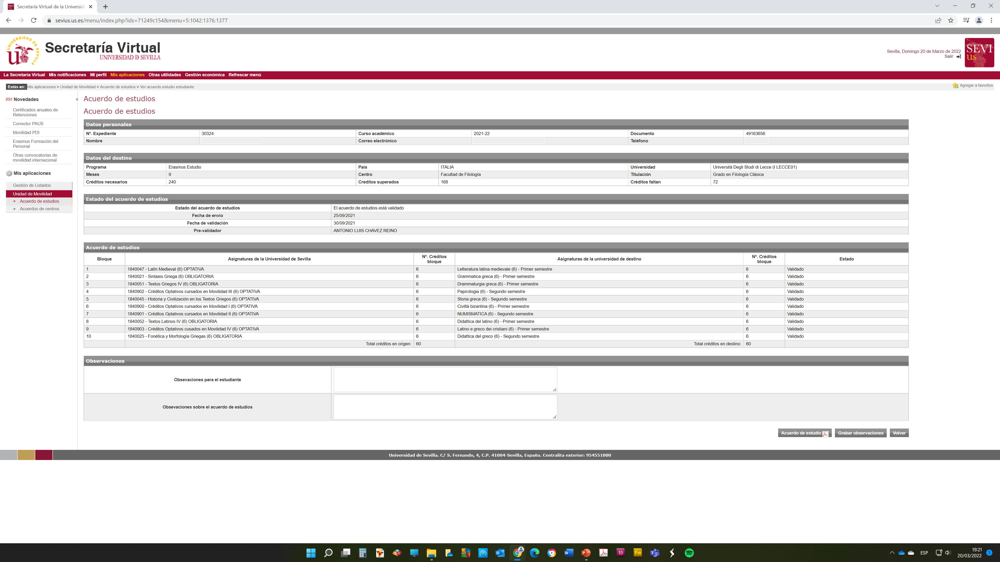 Secretaría Virtual de la Universid
sevius.us.es/menu/index.php?ids=71249c154&menu=5:1042:1376:1377
UNIVERSIDAD DE SEVILLA
Secretaría Virtual
UNIVERSIDAD D SEVILLA
Sevilla, Domingo 20 de Marzo de 2022
Salir
SEVI
us
La Secretaría Virtual Mis notificaciones Mi perfil Mis aplicaciones Otras utilidades Gestión económica Refrescar menú
Estás en: Mis aplicaciones > Unidad de Movilidad > Acuerdo de estudios > Ver acuerdo estudio estudiante
Agregar a favoritos
NEW Novedades
Certificados anuales de
Retenciones
Corrector PAUS
Movilidad PDI
Erasmus Formación del
Personal
Otras convocatorias de
movilidad internacional
Mis aplicaciones
Gestión de Listados
Unidad de Movilidad
Acuerdo de estudios
Acuerdos de centros
Acuerdo de estudios
Acuerdo de estudios
Datos personales
Nº. Expediente 30324 Curso académico 2021-22 Documento 49163656
Nombre Correo electrónico Teléfono
Datos del destino
Programa Erasmus Estudio País ITALIA Universidad Università Degli Studi di Lecce (I LECCE01)
Meses 9 Centro Facultad de Filología Titulación Grado en Filología Clásica
Créditos necesarios 240 Credítos superados 168 Créditos faltan 72
Estado del acuerdo de estudios
Estado del acuerdo de estudios El acuerdo de estudios está validado
Fecha de envío 25/09/2021
Fecha de validación 30/09/2021
Pre-validador ANTONIO LUIS CHAVEZ REINO
Acuerdo de estudios
Bloque Asignaturas de la Universidad de Sevilla Nº. Créditos bloque Asignaturas de la universidad de destino Nº. Créditos bloque Estado
1 1840047 - Latín Medieval (6) OPTATIVA 6 Letteratura latina medievale (6) - Primer semestre 6 Validado
2 1840021 - Sintaxis Griega (6) OBLIGATORIA 6 Grammatica greca (6) - Primer semestre 6 Validado
3 1840051 - Textos Griegos IV (6) OBLIGATORIA 6 Drammaturgia greca (6) - Primer semestre 6 Validado
4 1840902 - Créditos Optativos cursados en Movilidad III (6) OPTATIVA 6 Papirologia (6) - Segundo semestre 6 Validado
5 1840045 - Historia y Civilización en los Textos Griegos (6) OPTATIVA 6 Storia greca (6) - Segundo semestre 6 Validado
6 1840900 - Créditos Optativos cursados en Movilidad I (6) OPTATIVA 6 Civiltà bizantina (6) - Primer semestre 6 Validado
7 1840901 - Créditos Optativos cursados en Movilidad II (6) OPTATIVA 6 NUMISMATICA (6) - Segundo semestre 6 Validado
8 1840052 - Textos Latinos IV (6) OBLIGATORIA 6 Didattica del latino (6) - Primer semestre 6 Validado
9 1840903 - Créditos Optativos cusados en Movilidad IV (6) OPTATIVA 6 Latino e greco dei cristiani (6) - Primer semestre 6 Validado
10 1840025 - Fonética y Morfología Griegas (6) OBLIGATORIA 6 Didattica del greco (6) - Segundo semestre 6 Validado
Total créditos en origen: 60 Total créditos en destino: 60
Observaciones
Obsevaciones para el estudiante
Obsevaciones sobre el acuerdo de estudios
Acuerdo de estudio Grabar observaciones Volver
Universidad de Sevilla. C/ S. Fernando, 4, C.P. 41004-Sevilla, España. Centralita exterior: 954551000
ESP
19:21
20/03/2022
1